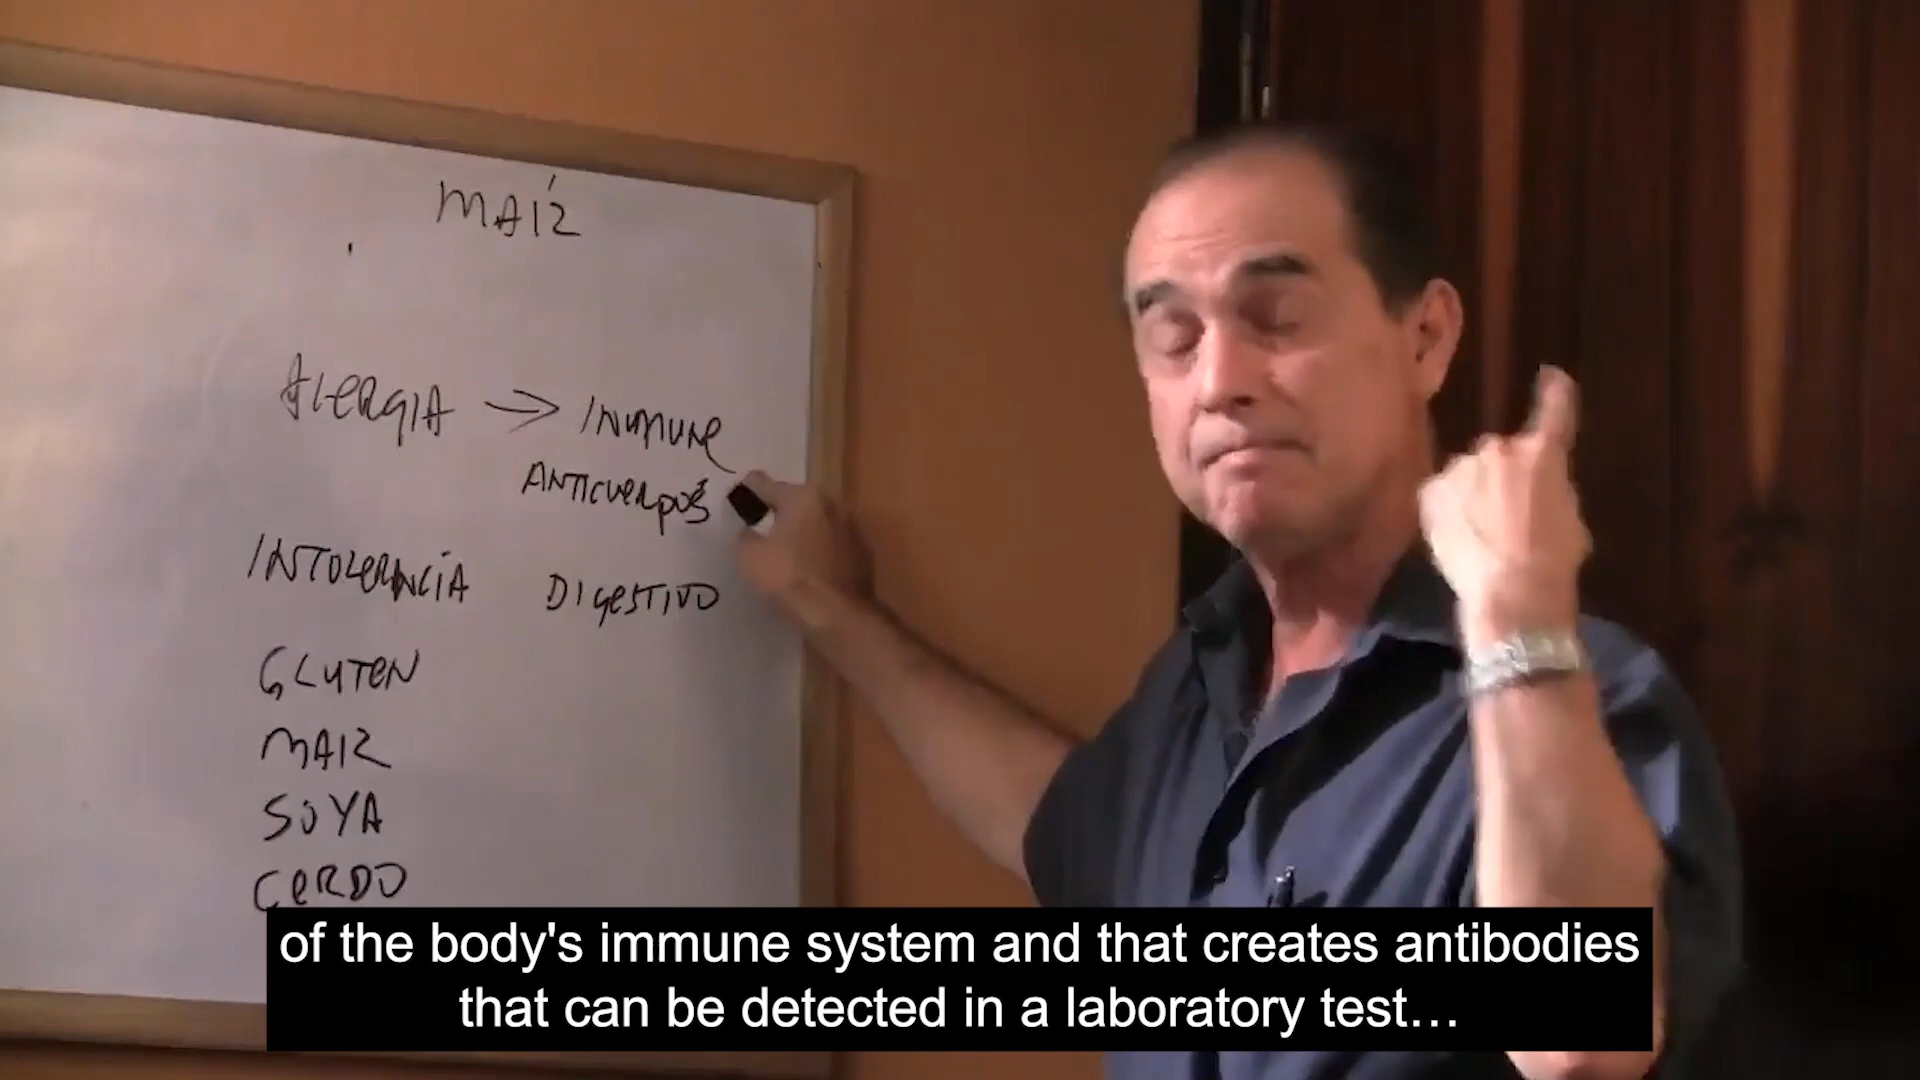 MAÍZ
ALERGIA → INMUNE
ANTICUERPOS
INTOLERANCIA DIGESTIVO
GLUTEN
MAIZ
SOYA
CERDO
of the body's immune system and that creates antibodies
that can be detected in a laboratory test…